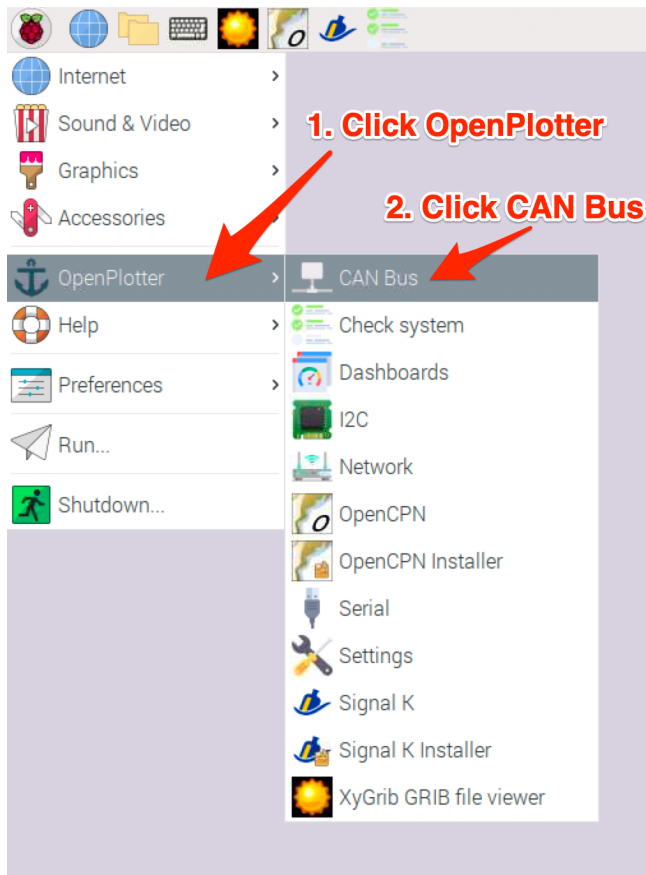 Internet
Sound & Video
1. Click OpenPlotter
Graphics
Accessories
2. Click CAN Bus
OpenPlotter
CAN Bus
Help
Check system
Dashboards
Preferences
I2C
Run...
Network
Shutdown...
OpenCPN
OpenCPN Installer
Serial
Settings
Signal K
Signal K Installer
XyGrib GRIB file viewer